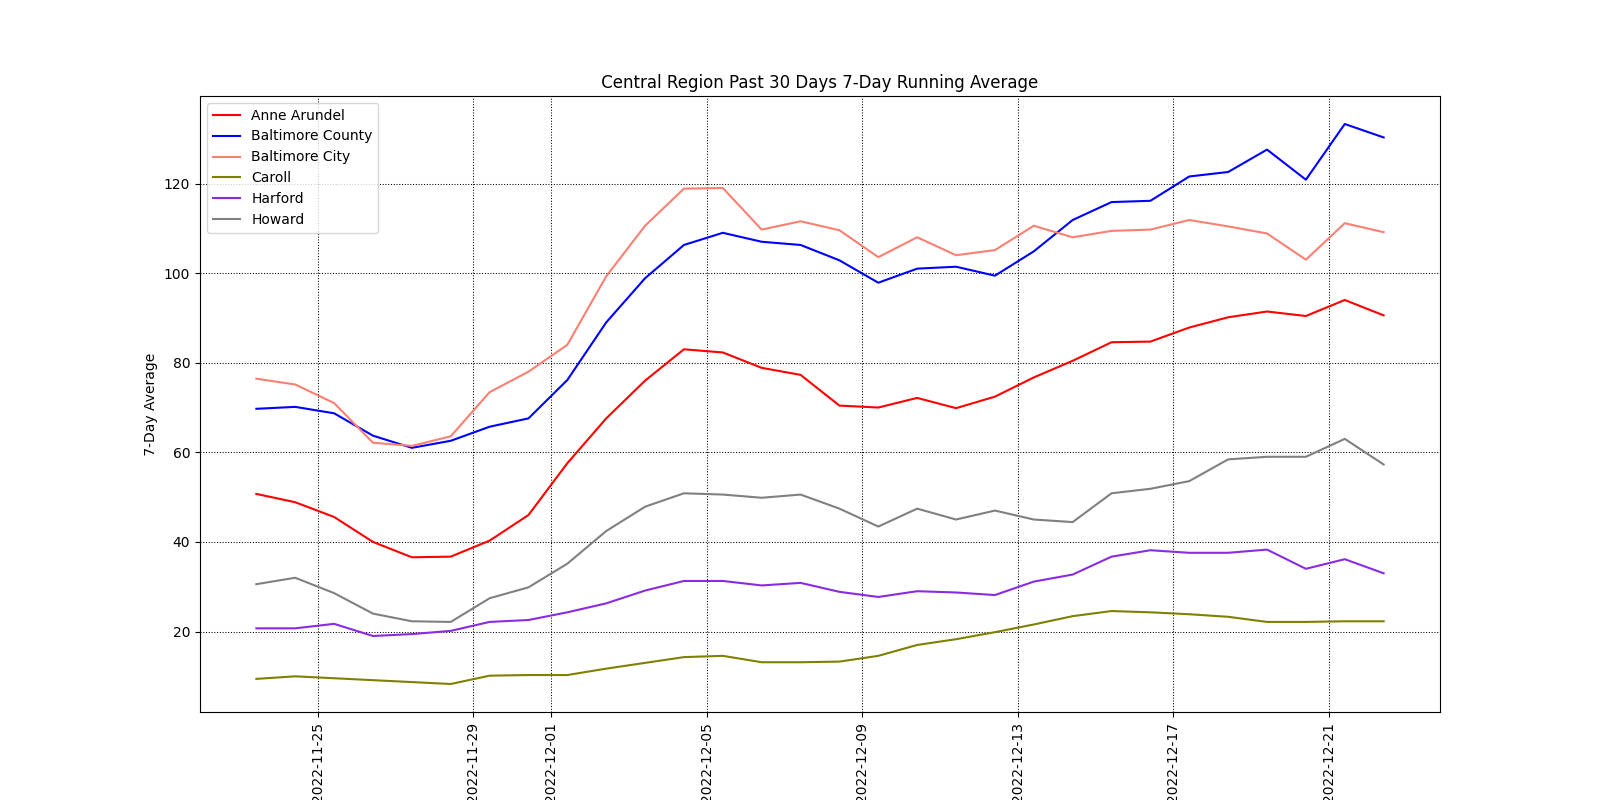 Central Region Past 30 Days 7-Day Running Average
Anne Arundel
Baltimore County
Baltimore City
Caroll
Harford
Howard
7-Day Average
120
100
80
60
40
20
2022-11-25
2022-11-29
2022-12-01
2022-12-05
2022-12-09
2022-12-13
2022-12-17
2022-12-21